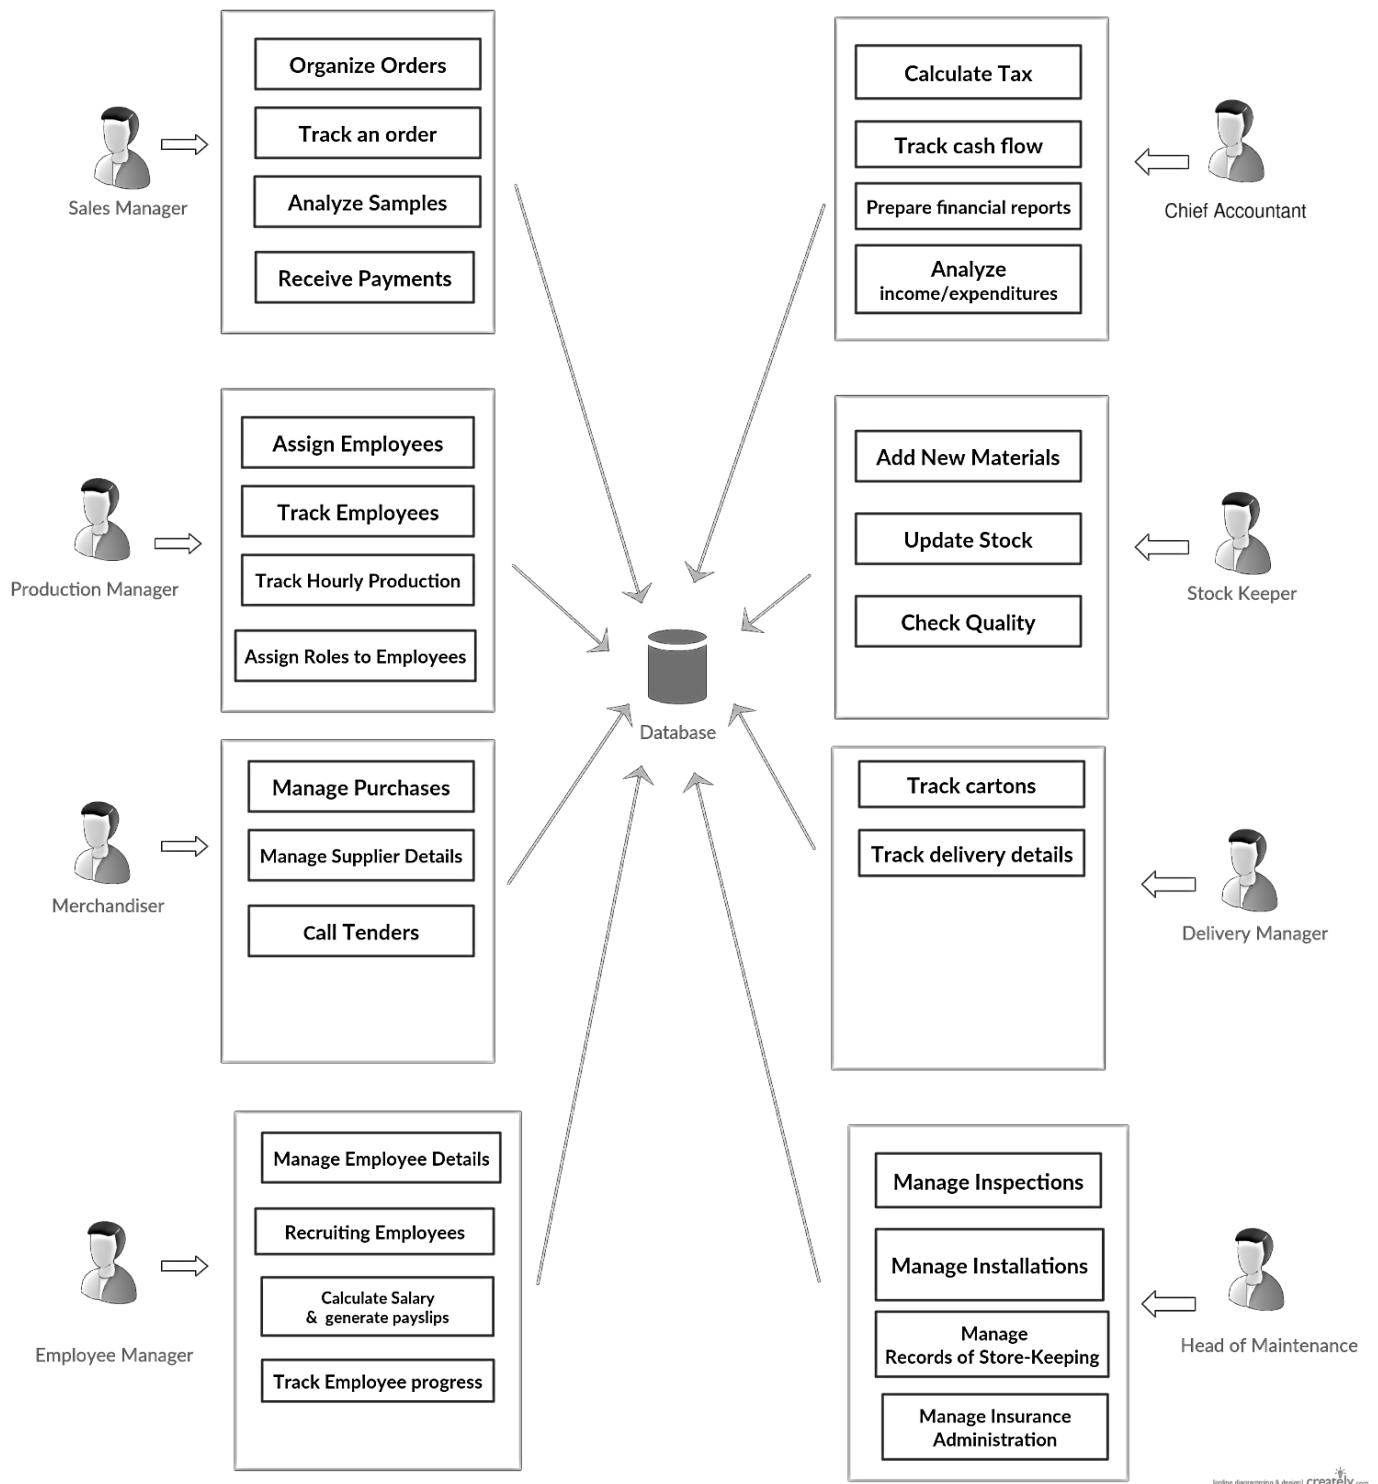 Organize Orders
Track an order
Analyze Samples
Receive Payments
Sales Manager
Calculate Tax
Track cash flow
Prepare financial reports
Analyze
income/expenditures
Chief Accountant
Assign Employees
Track Employees
Track Hourly Production
Assign Roles to Employees
Production Manager
Add New Materials
Update Stock
Check Quality
Stock Keeper
Database
Manage Purchases
Manage Supplier Details
Call Tenders
Merchandiser
Track cartons
Track delivery details
Delivery Manager
Manage Employee Details
Recruiting Employees
Calculate Salary
& generate payslips
Track Employee progress
Employee Manager
Manage Inspections
Manage Installations
Manage
Records of Store-Keeping
Manage Insurance
Administration
Head of Maintenance
[online diagramming & design] creately.com